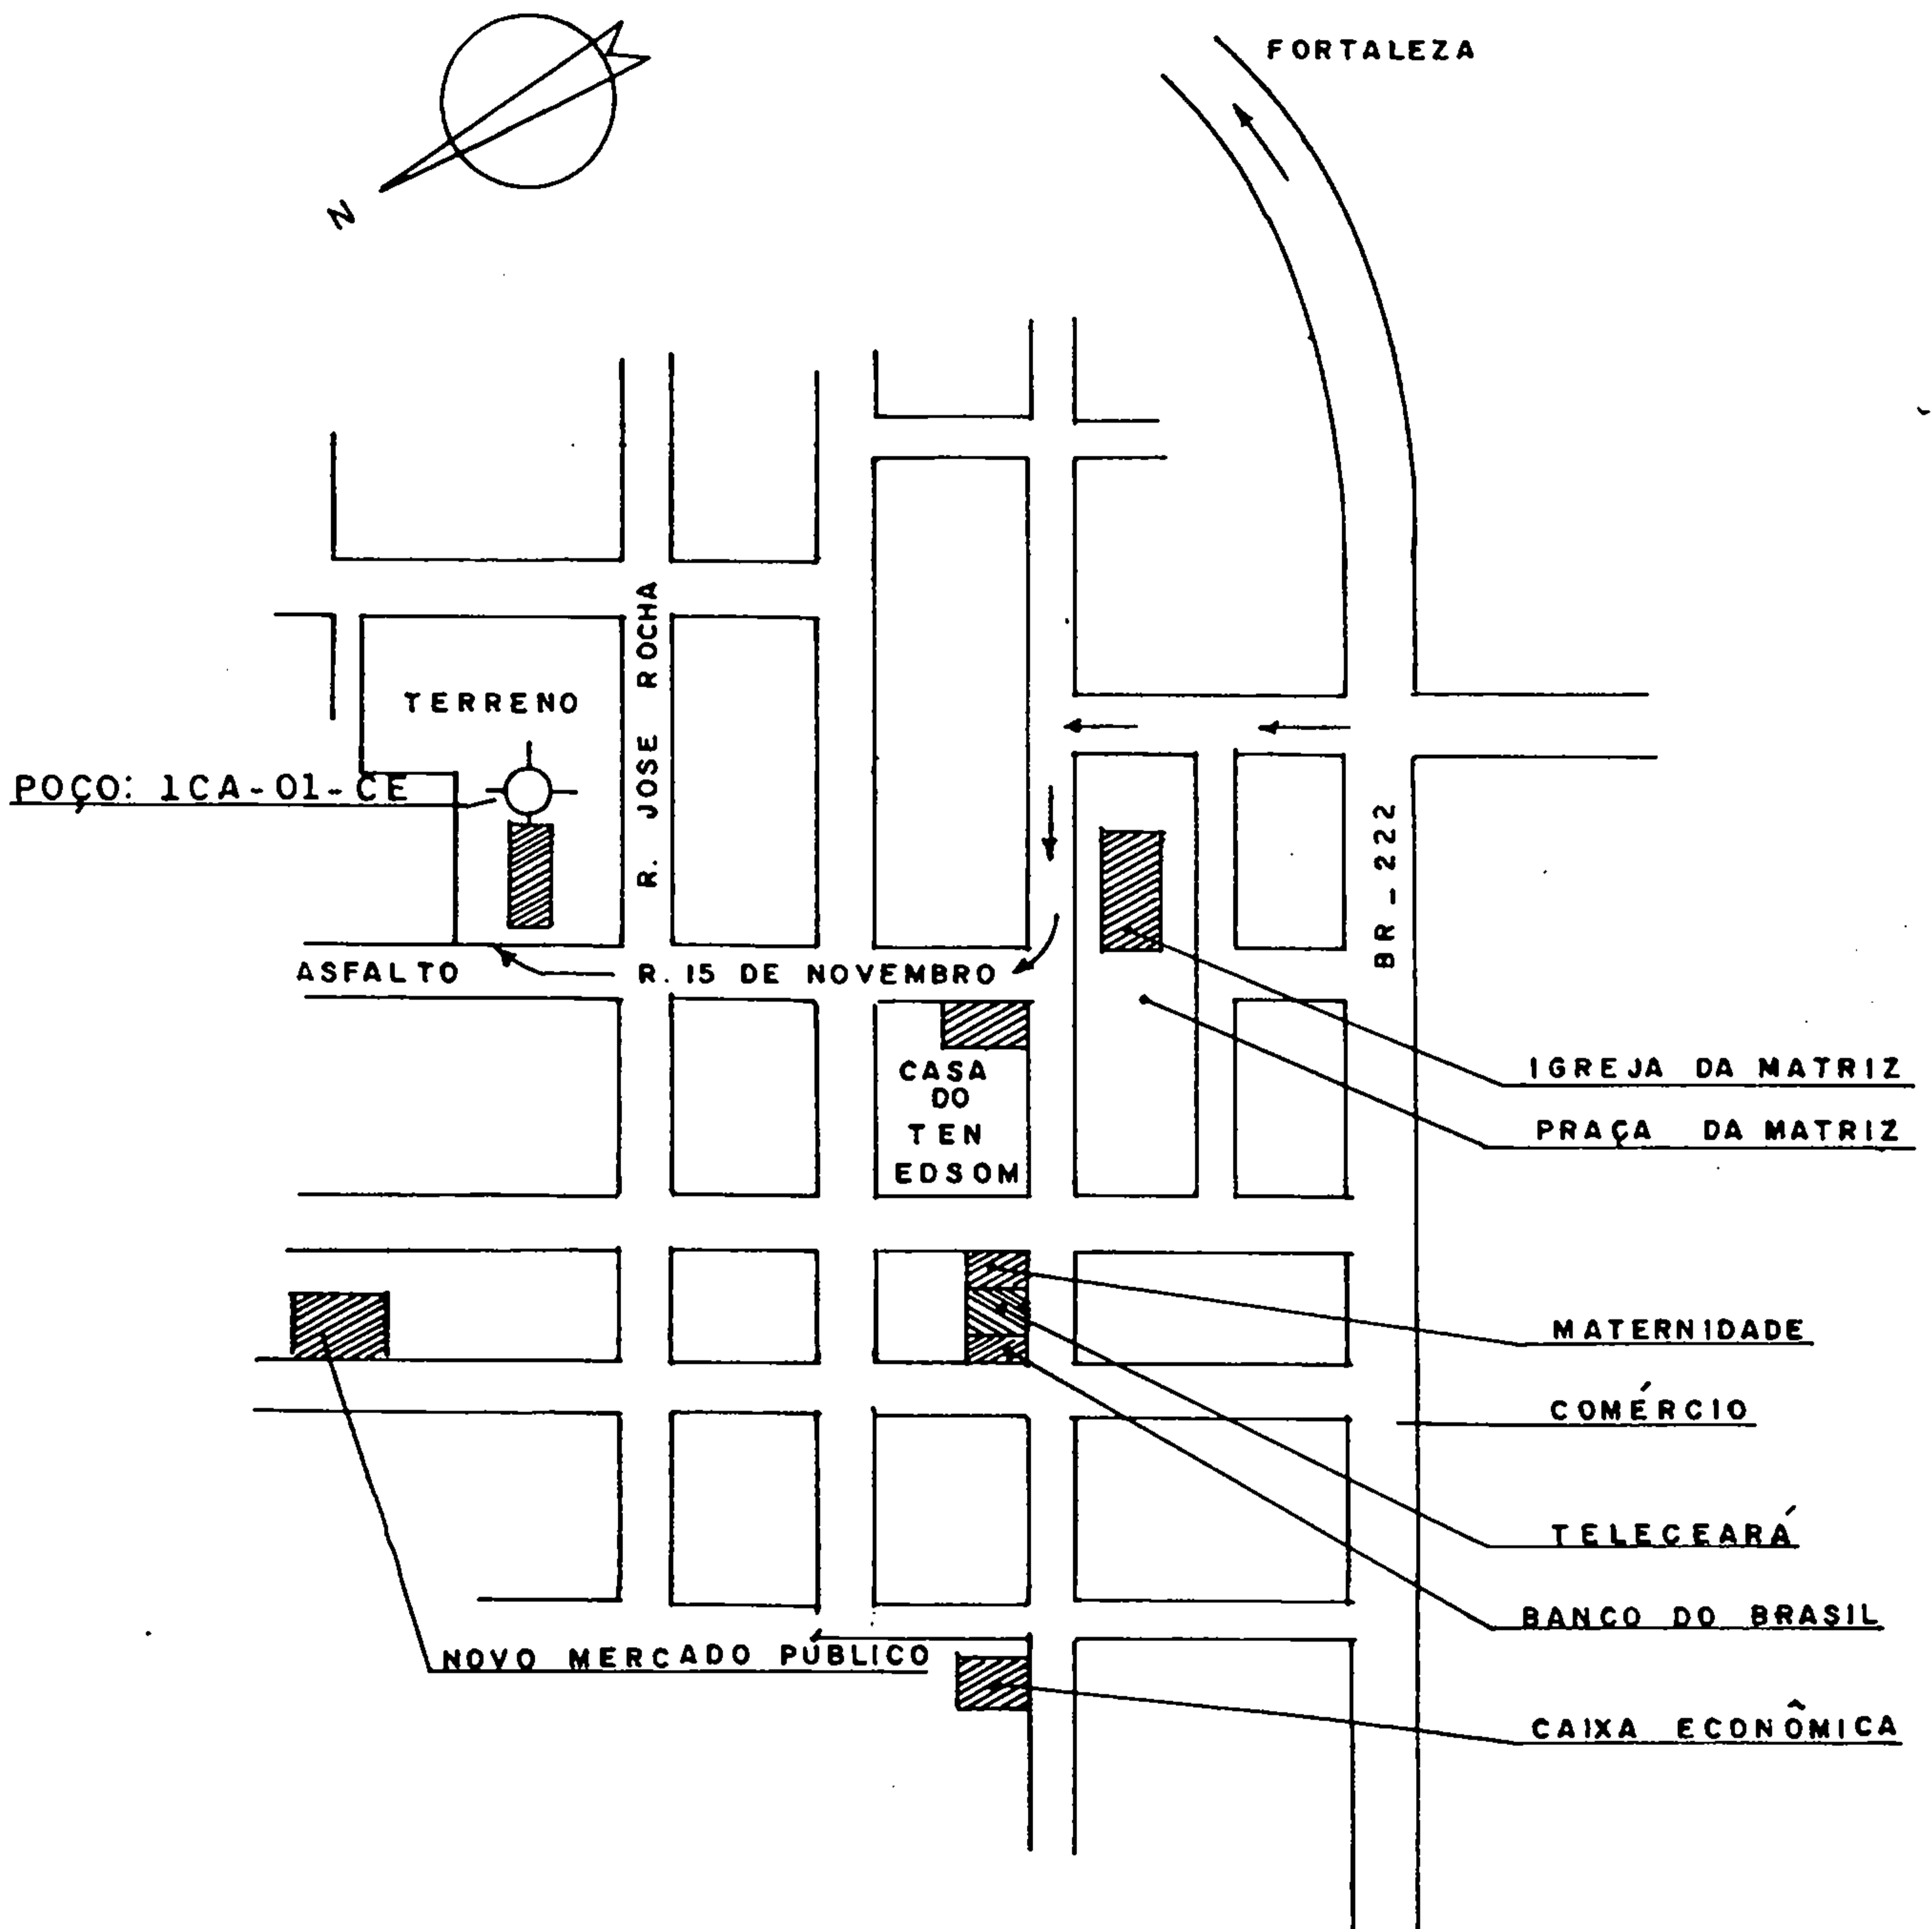 FORTALEZA
N
R. JOSE ROCHA
TERRENO
POÇO: 1CA-01-CE
BR-222
ASFALTO
R. 15 DE NOVEMBRO
CASA
DO
TEN
EDSOM
IGREJA DA MATRIZ
PRAÇA DA MATRIZ
MATERNIDADE
COMÉRCIO
TELECEARÁ
BANCO DO BRASIL
NOVO MERCADO PÚBLICO
CAIXA ECONÔMICA